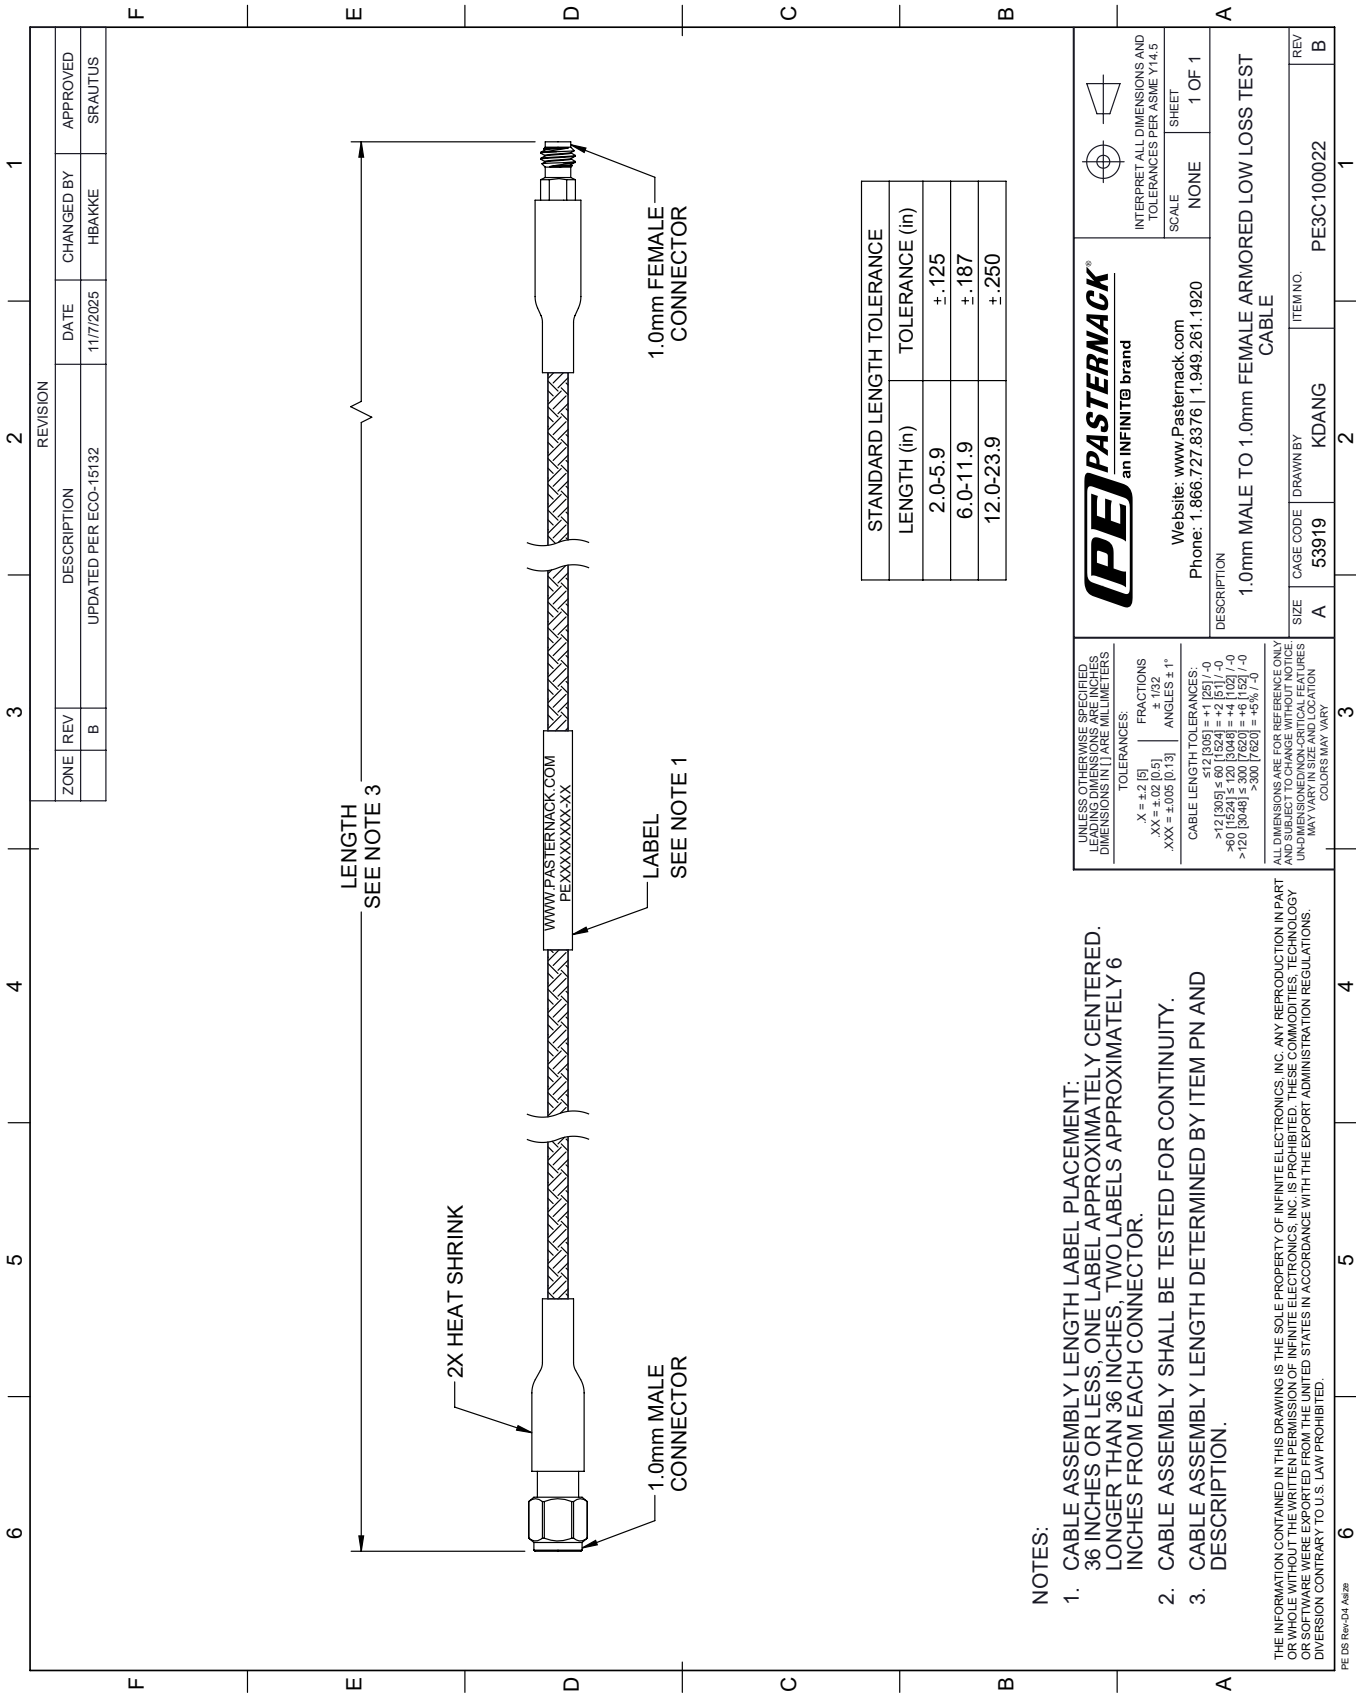 6
5
4
3
2
1
F
E
D
C
B
A
REVISION
ZONE REV DESCRIPTION DATE CHANGED BY APPROVED
B UPDATED PER ECO-15132 11/7/2025 HBAKKE SRAUTUS
LENGTH
SEE NOTE 3
2X HEAT SHRINK
WWW.PASTERNACK.COM
PEXXXXXXXX-XX
1.0mm MALE
CONNECTOR
LABEL
SEE NOTE 1
1.0mm FEMALE
CONNECTOR
STANDARD LENGTH TOLERANCE
LENGTH (in) TOLERANCE (in)
2.0-5.9 ±.125
6.0-11.9 ±.187
12.0-23.9 ±.250
NOTES:
1. CABLE ASSEMBLY LENGTH LABEL PLACEMENT:
36 INCHES OR LESS, ONE LABEL APPROXIMATELY CENTERED.
LONGER THAN 36 INCHES, TWO LABELS APPROXIMATELY 6
INCHES FROM EACH CONNECTOR.
2. CABLE ASSEMBLY SHALL BE TESTED FOR CONTINUITY.
3. CABLE ASSEMBLY LENGTH DETERMINED BY ITEM PN AND
DESCRIPTION.
THE INFORMATION CONTAINED IN THIS DRAWING IS THE SOLE PROPERTY OF INFINITE ELECTRONICS, INC. ANY REPRODUCTION IN PART
OR WHOLE WITHOUT THE WRITTEN PERMISSION OF INFINITE ELECTRONICS, INC. IS PROHIBITED. THESE COMMODITIES, TECHNOLOGY
OR SOFTWARE WERE EXPORTED FROM THE UNITED STATES IN ACCORDANCE WITH THE EXPORT ADMINISTRATION REGULATIONS.
DIVERSION CONTRARY TO U.S. LAW PROHIBITED.
UNLESS OTHERWISE SPECIFIED
LEADING DIMENSIONS ARE INCHES
DIMENSIONS IN [ ] ARE MILLIMETERS
TOLERANCES:
.X = ±.2 [5] FRACTIONS
.XX = ±.02 [0.5] ± 1/32
.XXX = ±.005 [0.13] ANGLES ± 1°
CABLE LENGTH TOLERANCES:
≤12 [305] = +1 [25] / -0
>12 [305] ≤ 60 [1524] = +2 [51] / -0
>60 [1524] ≤ 120 [3048] = +4 [102] / -0
>120 [3048] ≤ 300 [7620] = +6 [152] / -0
>300 [7620] = +5% / -0
ALL DIMENSIONS ARE FOR REFERENCE ONLY
AND SUBJECT TO CHANGE WITHOUT NOTICE.
UN-DIMENSIONED/NON-CRITICAL FEATURES
MAY VARY IN SIZE AND LOCATION
COLORS MAY VARY
PE PASTERNACK®
an INFINIT@ brand
Website: www.Pasternack.com
Phone: 1.866.727.8376 | 1.949.261.1920
INTERPRET ALL DIMENSIONS AND
TOLERANCES PER ASME Y14.5
SCALE SHEET
NONE 1 OF 1
DESCRIPTION
1.0mm MALE TO 1.0mm FEMALE ARMORED LOW LOSS TEST
CABLE
SIZE CAGE CODE DRAWN BY ITEM NO. REV
A 53919 KDANG PE3C100022 B
F
E
D
C
B
A
6
5
4
3
2
1
PE DS Rev-D4 Asize